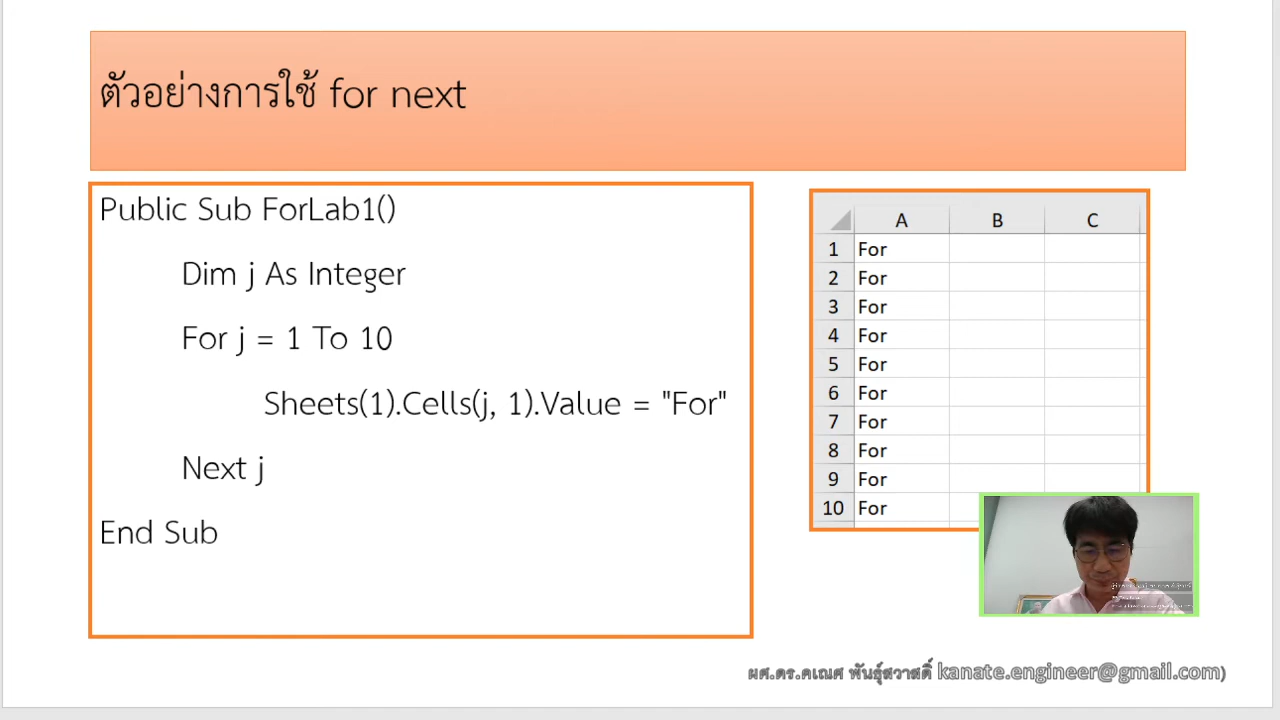 ตัวอย่างการใช้ for next
Public Sub ForLab1()
Dim j As Integer
For j = 1 To 10
Sheets(1).Cells(j, 1).Value = "For"
Next j
End Sub
A B C
1 For
2 For
3 For
4 For
5 For
6 For
7 For
8 For
9 For
10 For
ผศ.ดร.คเณศ พันธุ์สวาสดิ์ kanate.engineer@gmail.com)